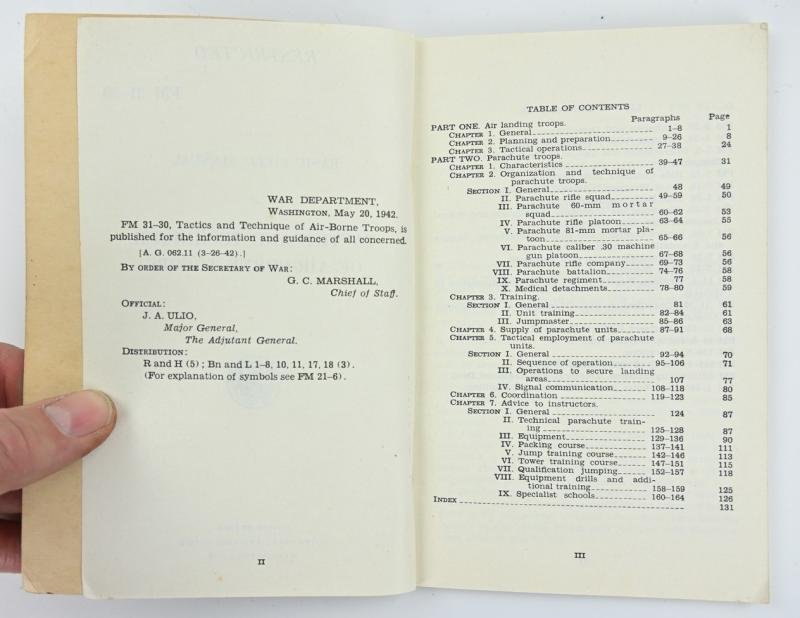 WAR DEPARTMENT,
WASHINGTON, May 20, 1942.
FM 31–30, Tactics and Technique of Air-Borne Troops, is
published for the information and guidance of all concerned.
[A. G. 062.11 (3–26–42).]
BY ORDER OF THE SECRETARY OF WAR:
G. C. MARSHALL,
Chief of Staff.
OFFICIAL:
J. A. ULIO,
Major General,
The Adjutant General.
DISTRIBUTION:
R and H (5); Bn and L 1–8, 10, 11, 17, 18 (3).
(For explanation of symbols see FM 21–6).
II
TABLE OF CONTENTS
Paragraphs Page
PART ONE. Air landing troops.
CHAPTER 1. General 1–8 1
CHAPTER 2. Planning and preparation 9–26 8
CHAPTER 3. Tactical operations 27–38 24
PART TWO. Parachute troops.
CHAPTER 1. Characteristics 39–47 31
CHAPTER 2. Organization and technique of
parachute troops.
SECTION I. General 48 49
II. Parachute rifle squad 49–59 50
III. Parachute 60-mm mortar
squad 60–62 53
IV. Parachute rifle platoon 63–64 55
V. Parachute 81-mm mortar pla-
toon 65–66 56
VI. Parachute caliber .30 machine
gun platoon 67–68 56
VII. Parachute rifle company 69–73 56
VIII. Parachute battalion 74–76 58
IX. Parachute regiment 77 58
X. Medical detachments 78–80 59
CHAPTER 3. Training.
SECTION I. General 81 61
II. Unit training 82–84 61
III. Jumpmaster 85–86 63
CHAPTER 4. Supply of parachute units 87–91 68
CHAPTER 5. Tactical employment of parachute
units.
SECTION I. General 92–94 70
II. Sequence of operation 95–106 71
III. Operations to secure landing
areas 107 77
IV. Signal communication 108–118 80
CHAPTER 6. Coordination 119–123 85
CHAPTER 7. Advice to instructors.
SECTION I. General 124 87
II. Technical parachute train-
ing 125–128 87
III. Equipment 129–136 90
IV. Packing course 137–141 111
V. Jump training course 142–146 113
VI. Tower training course 147–151 115
VII. Qualification jumping 152–157 118
VIII. Equipment drills and addi-
tional training 158–159 125
IX. Specialist schools 160–164 126
INDEX 131
III